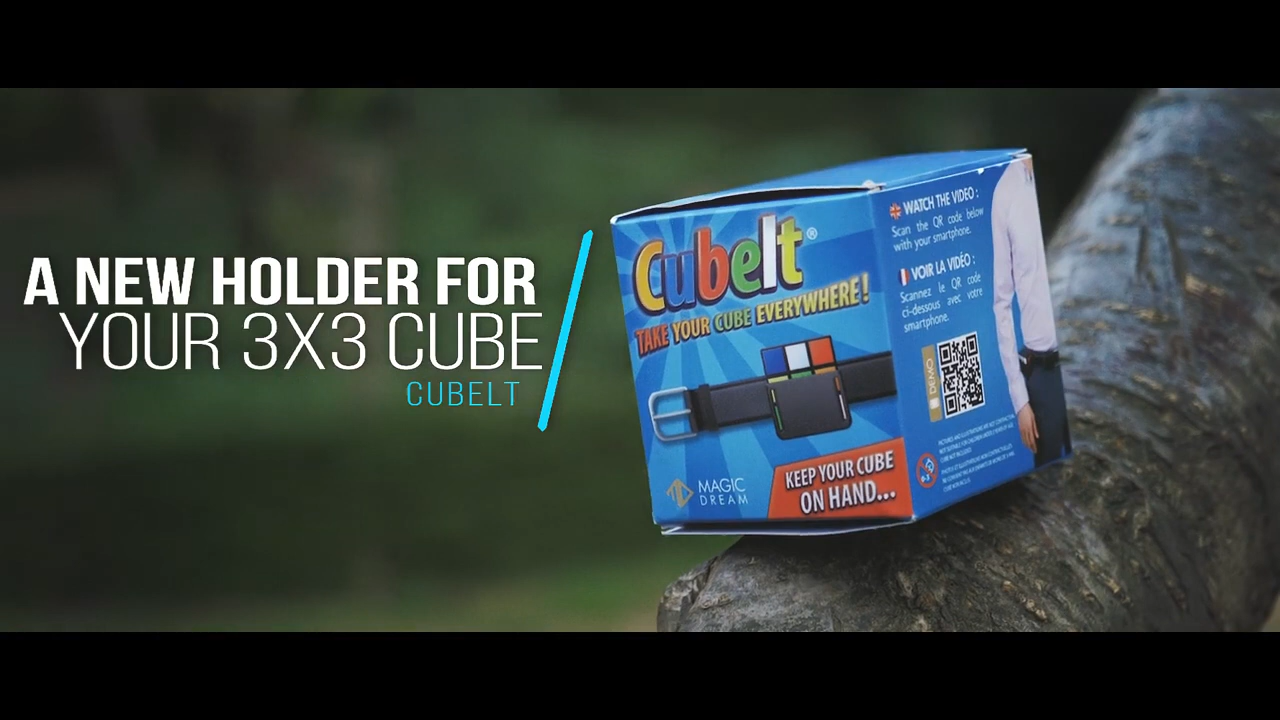 A NEW HOLDER FOR
YOUR 3X3 CUBE
CUBELT
Cubelt®
TAKE YOUR CUBE EVERYWHERE!
MAGIC
DREAM
KEEP YOUR CUBE
ON HAND...
WATCH THE VIDEO :
Scan the QR code below
with your smartphone.
VOIR LA VIDÉO :
Scannez le QR code
ci-dessous avec votre
smartphone.
DEMO